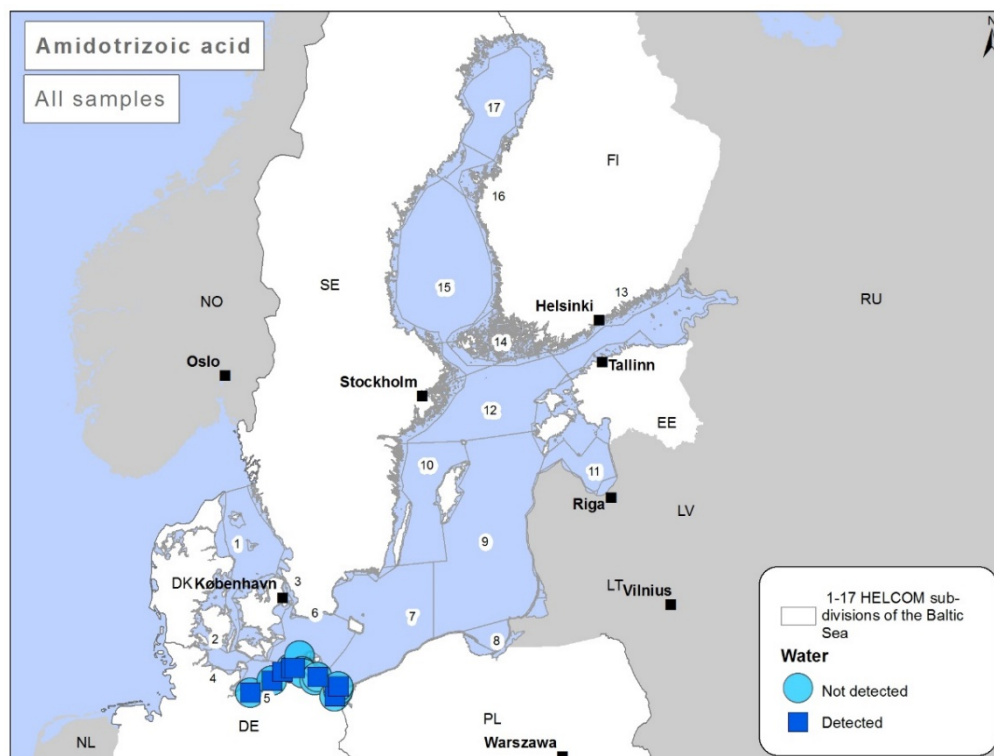 Amidotrizoic acid
All samples
N
17
FI
16
SE
15
NO
13
RU
Helsinki
14
Oslo
Tallinn
Stockholm
12
EE
10
11
Riga
LV
1
9
DK København
3
LT Vilnius
6
7
2
8
4
5
DE
PL
NL
Warszawa
1-17 HELCOM sub-
divisions of the Baltic
Sea
Water
Not detected
Detected